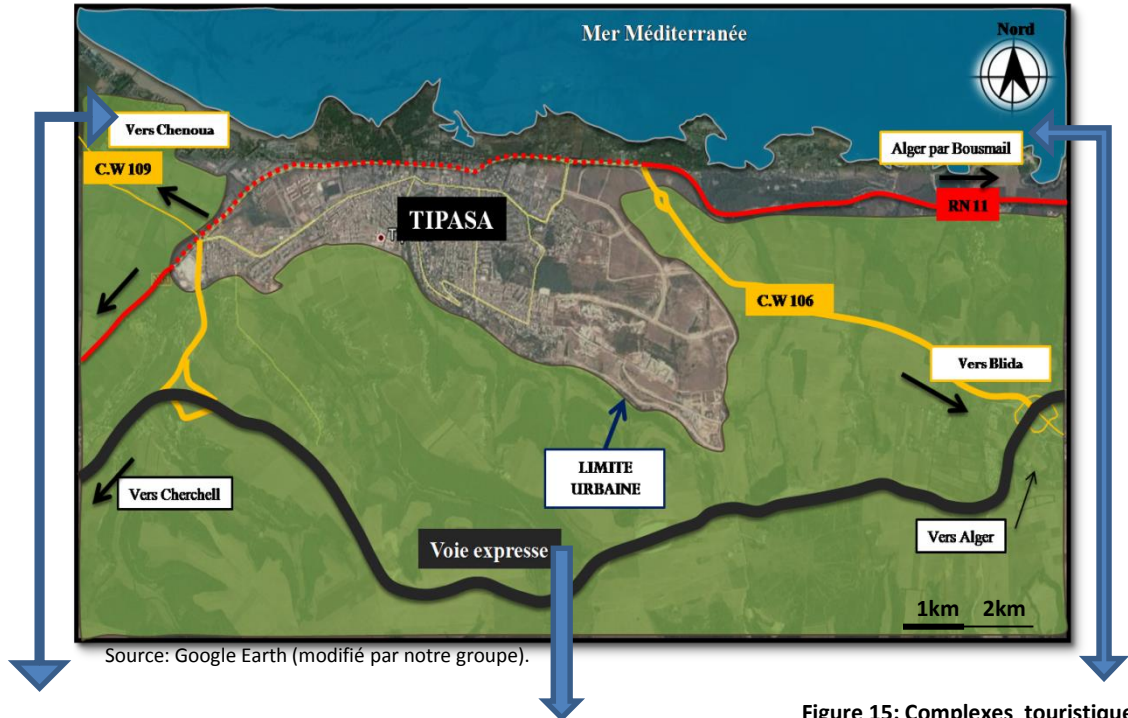 Mer Méditerranée
Nord
Vers Chenoua
Alger par Bousmail
C.W 109
RN 11
TIPASA
C.W 106
Vers Blida
LIMITE
URBAINE
Vers Cherchell
Voie expresse
Vers Alger
1km 2km
Source: Google Earth (modifié par notre groupe).
Figure 15: Complexes touristique